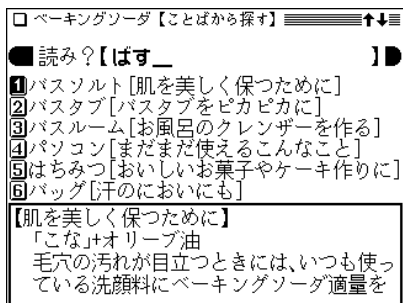 ベーキングソーダ【ことばから探す】
読み?【ばす_ 】
1バスソルト[肌を美しく保つために]
2バスタブ[バスタブをピカピカに]
3バスルーム[お風呂のクレンザーを作る]
4パソコン[まだまだ使えるこんなこと]
5はちみつ[おいしいお菓子やケーキ作りに]
6バッグ[汗のにおいにも]
【肌を美しく保つために】
「こな」+オリーブ油
毛穴の汚れが目立つときには、いつも使っ
ている洗顔料にベーキングソーダ適量を